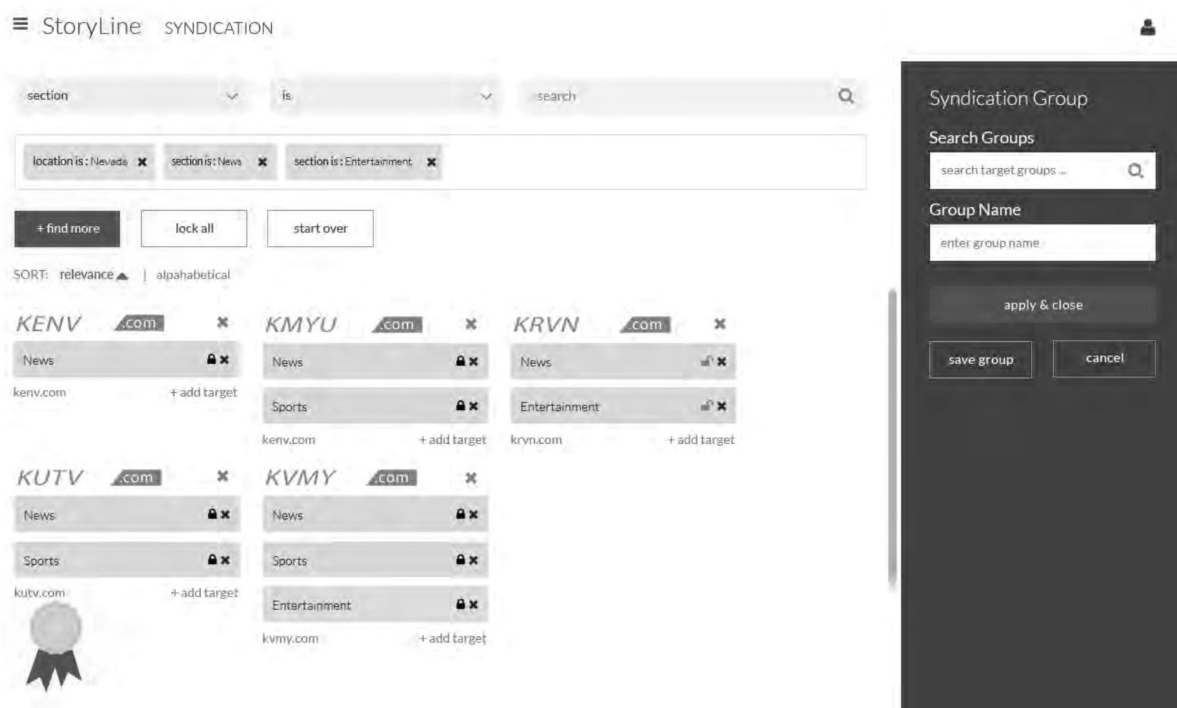 StoryLine SYNDICATION
section is search
location is : Nevada section is : News section is : Entertainment
+ find more lock all start over
SORT: relevance | alpahabetical
KENV .com KMYU .com KRVN .com
News News News
kenv.com + add target Sports Entertainment
kenv.com + add target krvn.com + add target
KUTV .com KVMY .com
News News
Sports Sports
kutv.com + add target Entertainment
kvmy.com + add target
Syndication Group
Search Groups
search target groups ...
Group Name
enter group name
apply & close
save group cancel